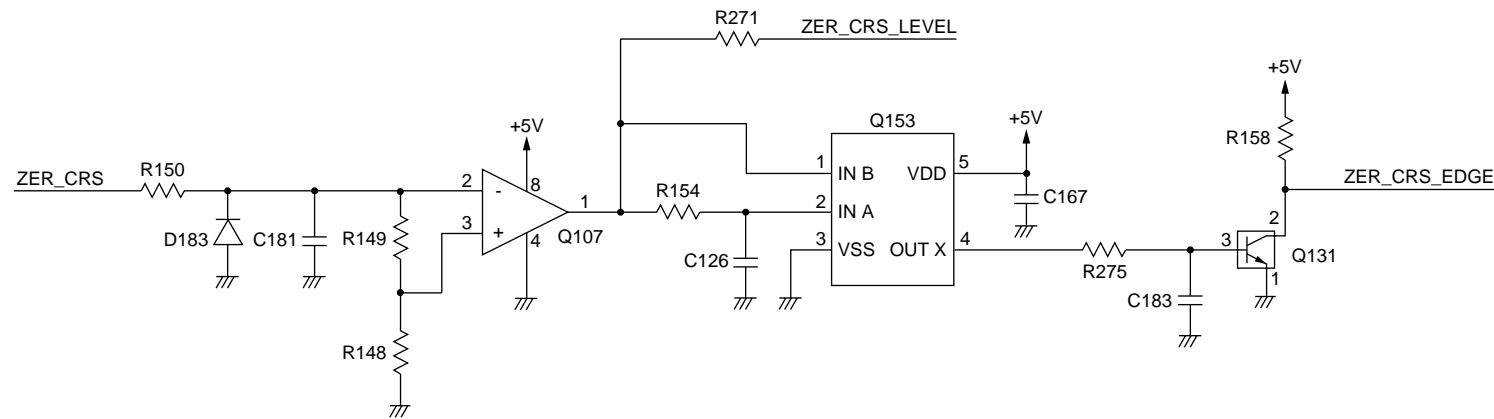 R271
ZER_CRS_LEVEL
+5V
Q153
+5V
R158
+5V
ZER_CRS
R150
2
-
8
3
+
4
1
Q107
R154
1
IN B
VDD
5
2
IN A
3
VSS
OUT X
4
C167
ZER_CRS_EDGE
D183
C181
R149
C126
R275
3
2
1
Q131
C183
R148